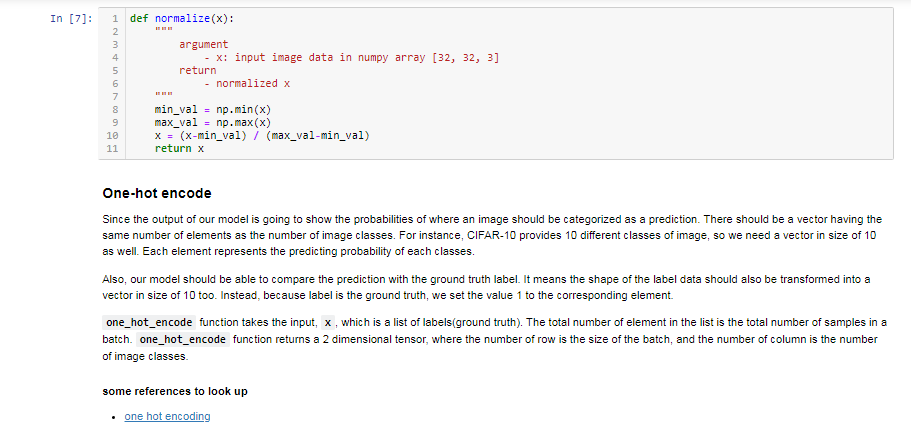 In [7]:
1 def normalize(x):
2 """
3 argument
4 - x: input image data in numpy array [32, 32, 3]
5 return
6 - normalized x
7 """
8 min_val = np.min(x)
9 max_val = np.max(x)
10 x = (x-min_val) / (max_val-min_val)
11 return x
One-hot encode
Since the output of our model is going to show the probabilities of where an image should be categorized as a prediction. There should be a vector having the
same number of elements as the number of image classes. For instance, CIFAR-10 provides 10 different classes of image, so we need a vector in size of 10
as well. Each element represents the predicting probability of each classes.
Also, our model should be able to compare the prediction with the ground truth label. It means the shape of the label data should also be transformed into a
vector in size of 10 too. Instead, because label is the ground truth, we set the value 1 to the corresponding element.
one_hot_encode function takes the input, x , which is a list of labels(ground truth). The total number of element in the list is the total number of samples in a
batch. one_hot_encode function returns a 2 dimensional tensor, where the number of row is the size of the batch, and the number of column is the number
of image classes.
some references to look up
• one hot encoding